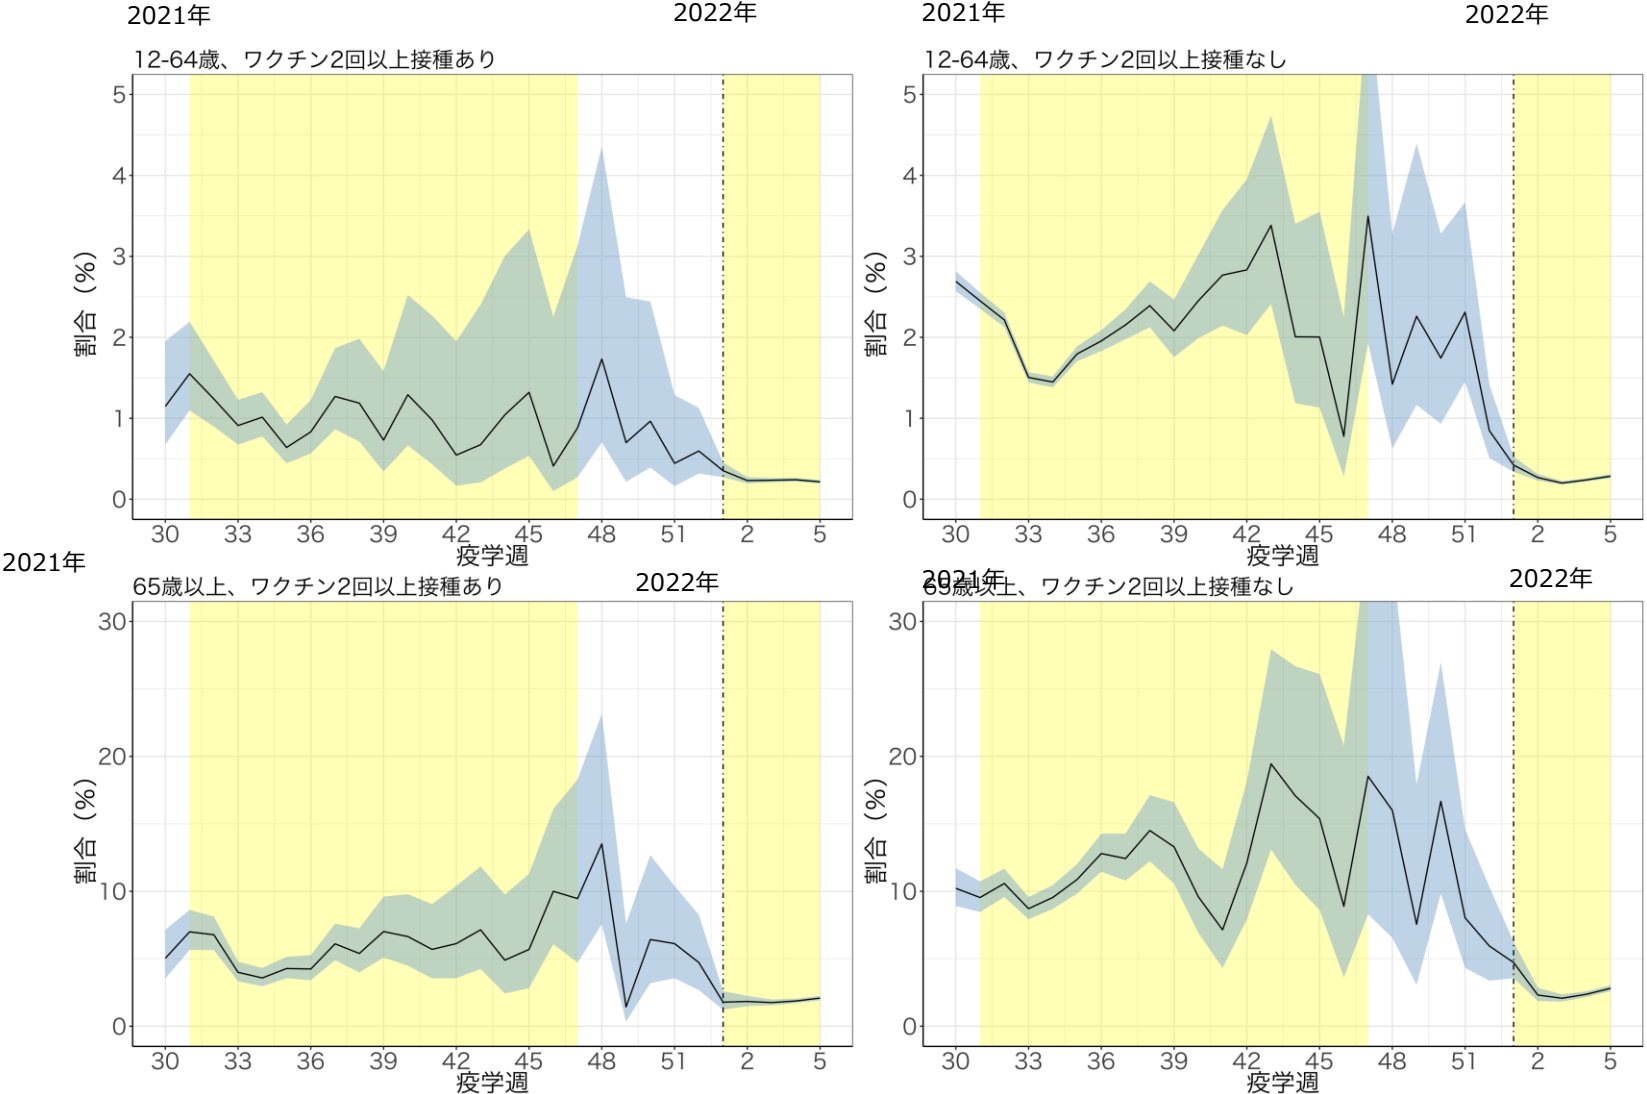 2021年
2022年
2021年
2022年
12-64歳、ワクチン2回以上接種あり
12-64歳、ワクチン2回以上接種なし
5
4
3
2
1
0
割合（%）
30 33 36 39 42 45 48 51 2 5
疫学週
5
4
3
2
1
0
割合（%）
30 33 36 39 42 45 48 51 2 5
疫学週
2021年
2022年
2021年
2022年
65歳以上、ワクチン2回以上接種あり
65歳以上、ワクチン2回以上接種なし
30
20
10
0
割合（%）
30 33 36 39 42 45 48 51 2 5
疫学週
30
20
10
0
割合（%）
30 33 36 39 42 45 48 51 2 5
疫学週